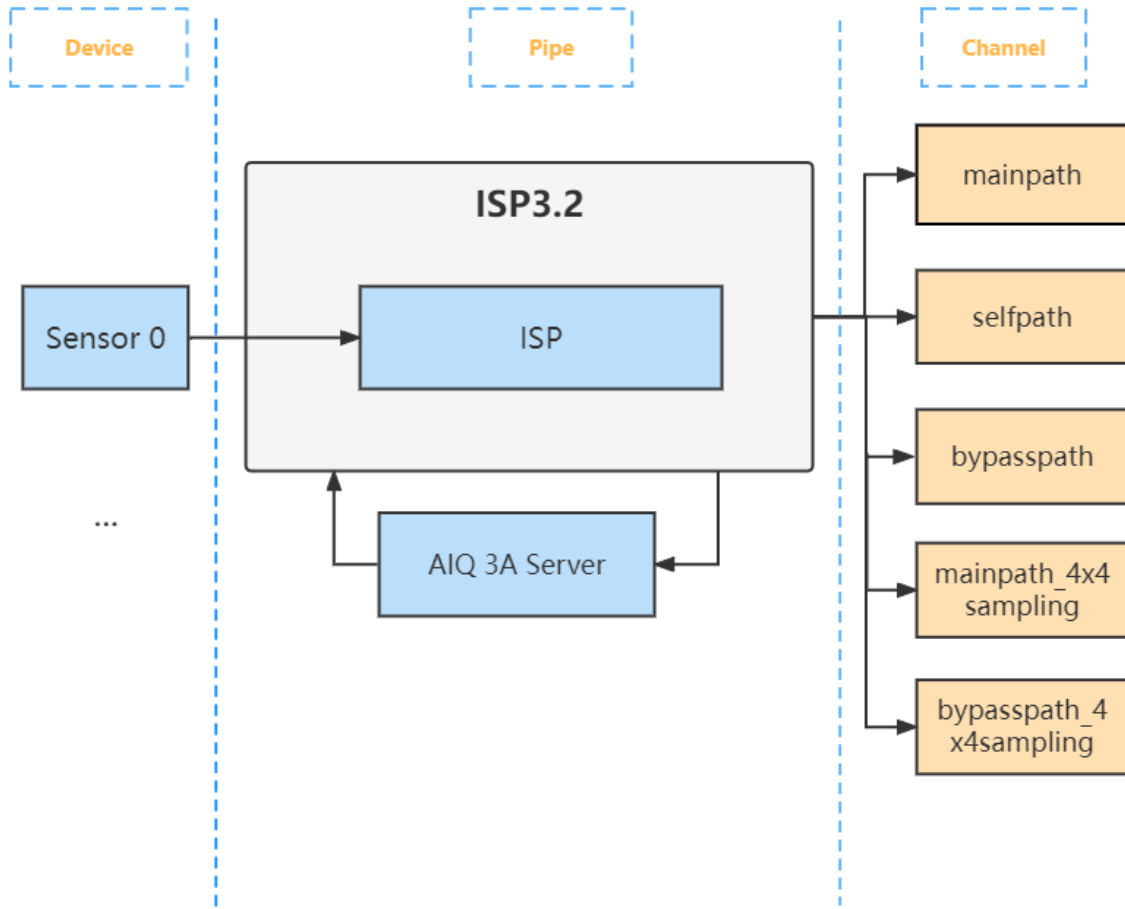 Device
Pipe
Channel
ISP3.2
Sensor 0
ISP
...
AIQ 3A Server
mainpath
selfpath
bypasspath
mainpath_4x4
sampling
bypasspath_4
x4sampling